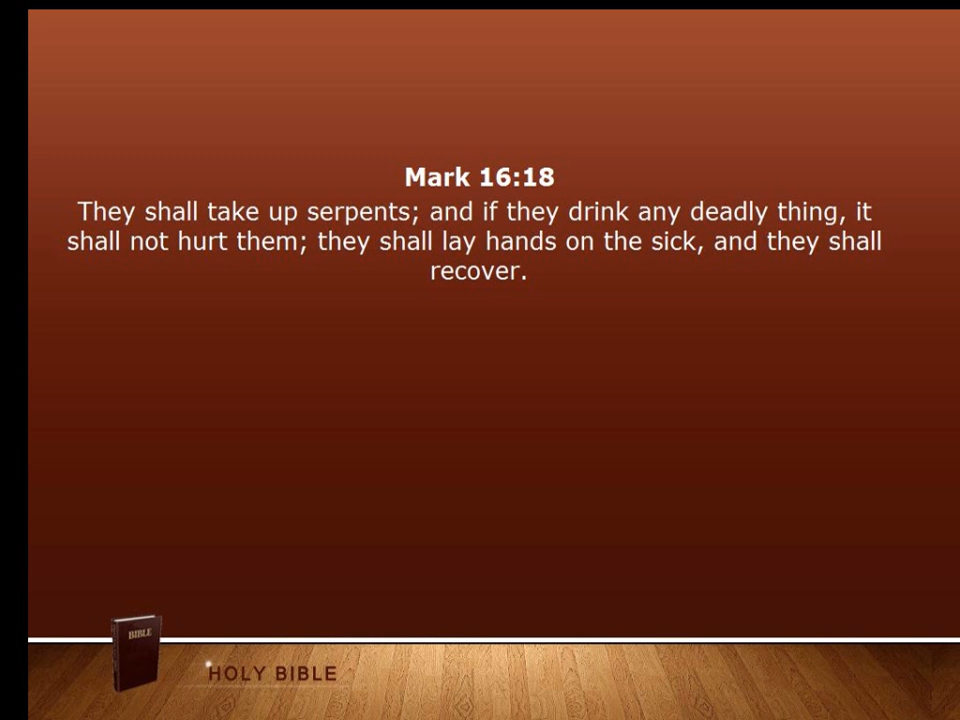 Mark 16:18
They shall take up serpents; and if they drink any deadly thing, it
shall not hurt them; they shall lay hands on the sick, and they shall
recover.
BIBLE
HOLY BIBLE